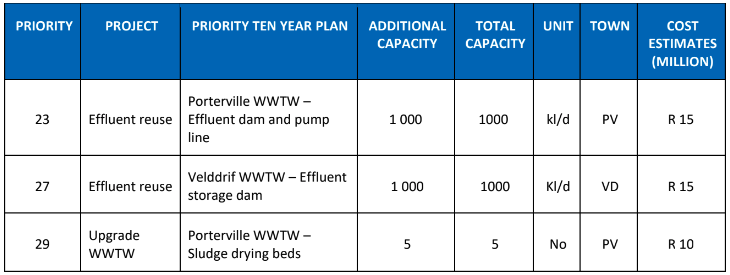 PRIORITY PROJECT PRIORITY TEN YEAR PLAN ADDITIONAL CAPACITY TOTAL CAPACITY UNIT TOWN COST ESTIMATES (MILLION)
23 Effluent reuse Porterville WWTW – Effluent dam and pump line 1 000 1000 kl/d PV R 15
27 Effluent reuse Velddrif WWTW – Effluent storage dam 1 000 1000 Kl/d VD R 15
29 Upgrade WWTW Porterville WWTW – Sludge drying beds 5 5 No PV R 10